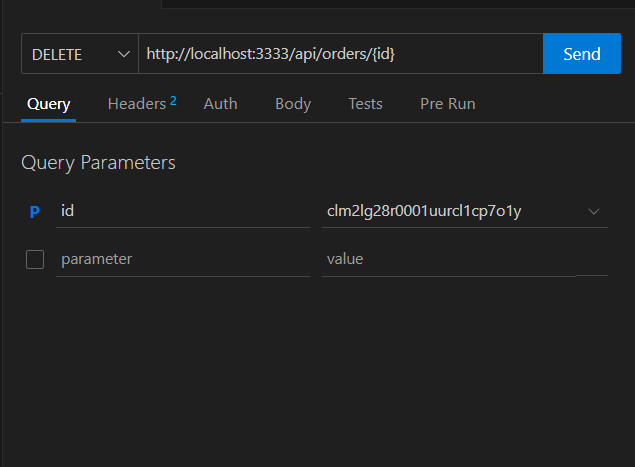 DELETE http://localhost:3333/api/orders/{id} Send
Query Headers 2 Auth Body Tests Pre Run
Query Parameters
P id clm2lg28r0001uurcl1cp7o1y
parameter value